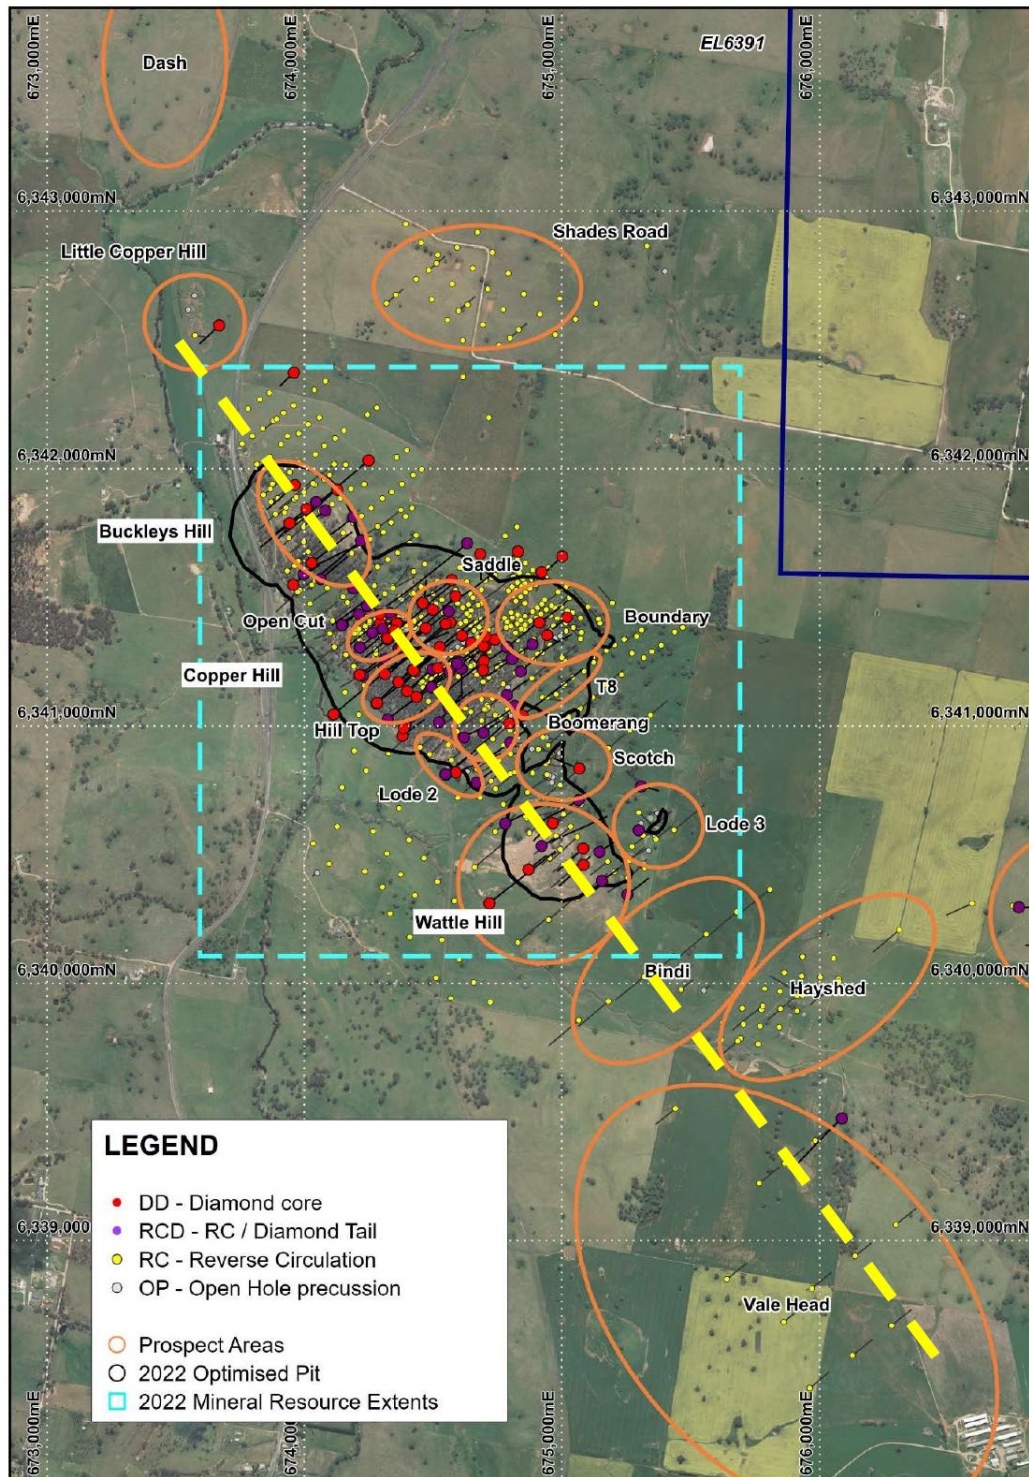 673,000mE
674,000mE
675,000mE
676,000mE
EL6391
Dash
6,343,000mN
6,343,000mN
Shades Road
Little Copper Hill
6,342,000mN
6,342,000mN
Buckleys Hill
Saddle
Open Cut
Boundary
Copper Hill
T8
Hill Top
Boomerang
6,341,000mN
6,341,000mN
Scotch
Lode 2
Lode 3
Wattle Hill
6,340,000mN
6,340,000mN
Bindi
Hayshed
LEGEND
DD - Diamond core
RCD - RC / Diamond Tail
RC - Reverse Circulation
OP - Open Hole precussion
Prospect Areas
2022 Optimised Pit
2022 Mineral Resource Extents
6,339,000mN
6,339,000mN
Vale Head
673,000mE
674,000mE
675,000mE
676,000mE